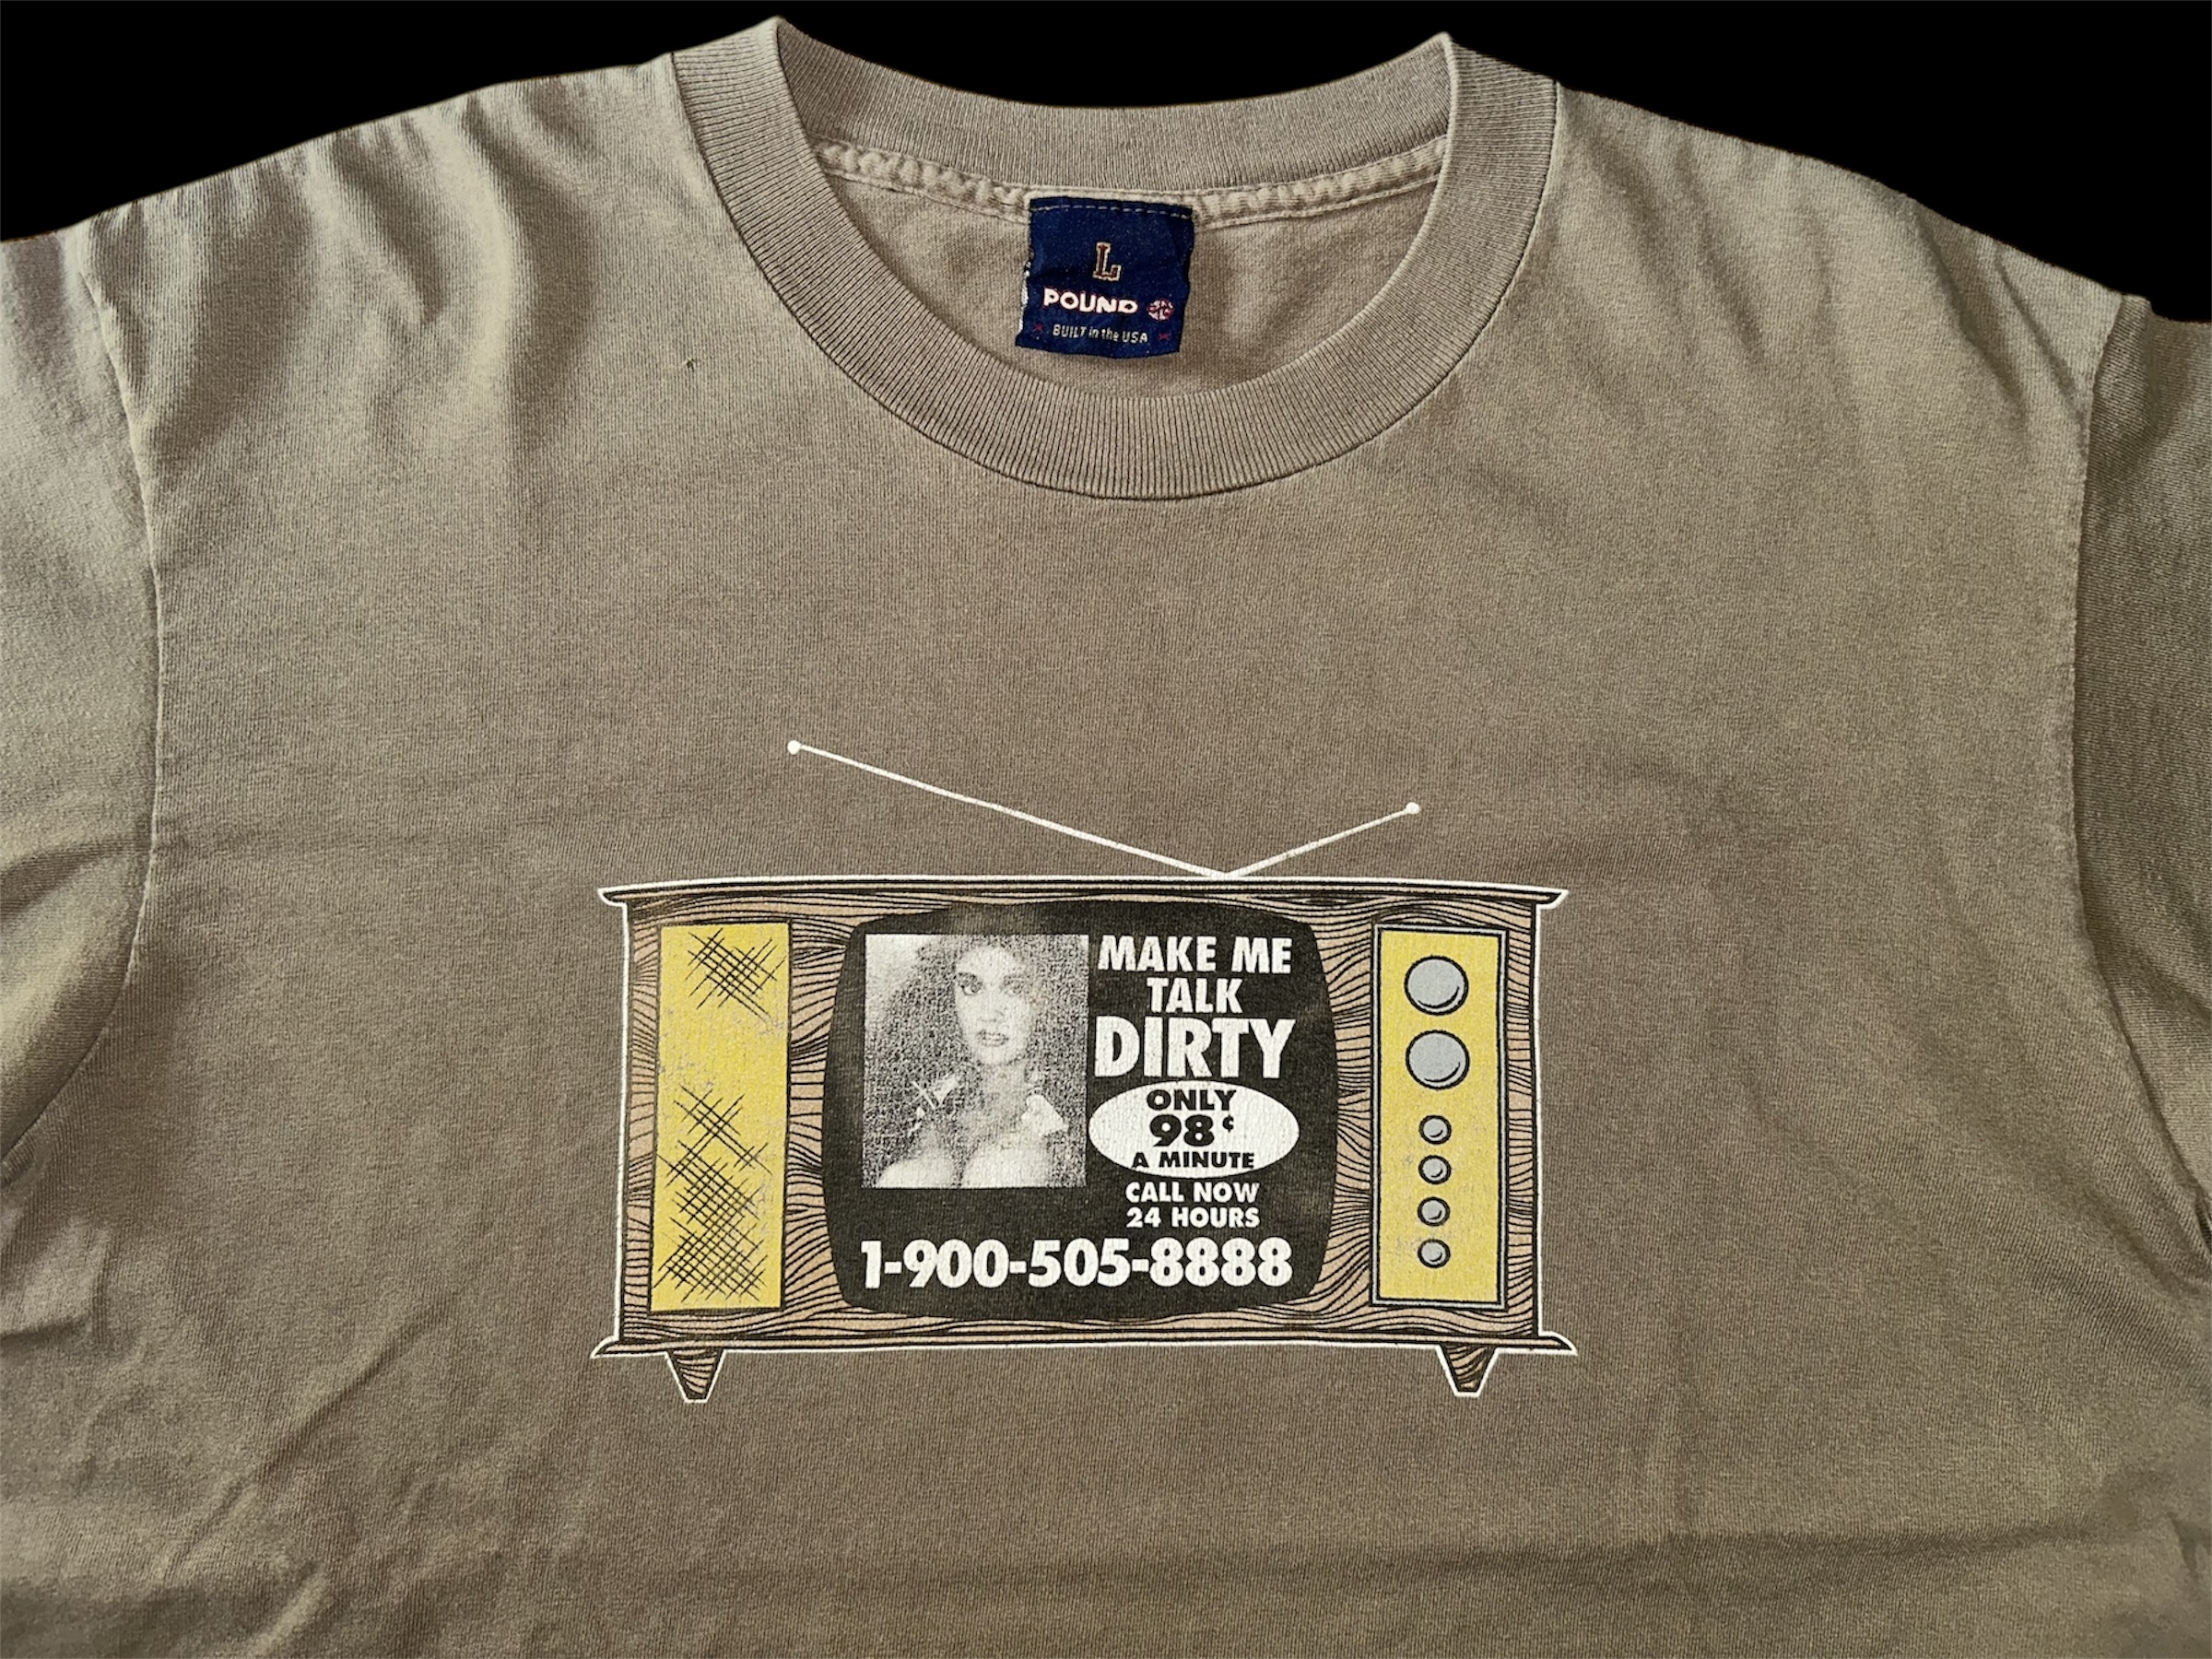 L
POUND
BUILT in the USA
MAKE ME
TALK
DIRTY
ONLY
98¢
A MINUTE
CALL NOW
24 HOURS
1-900-505-8888